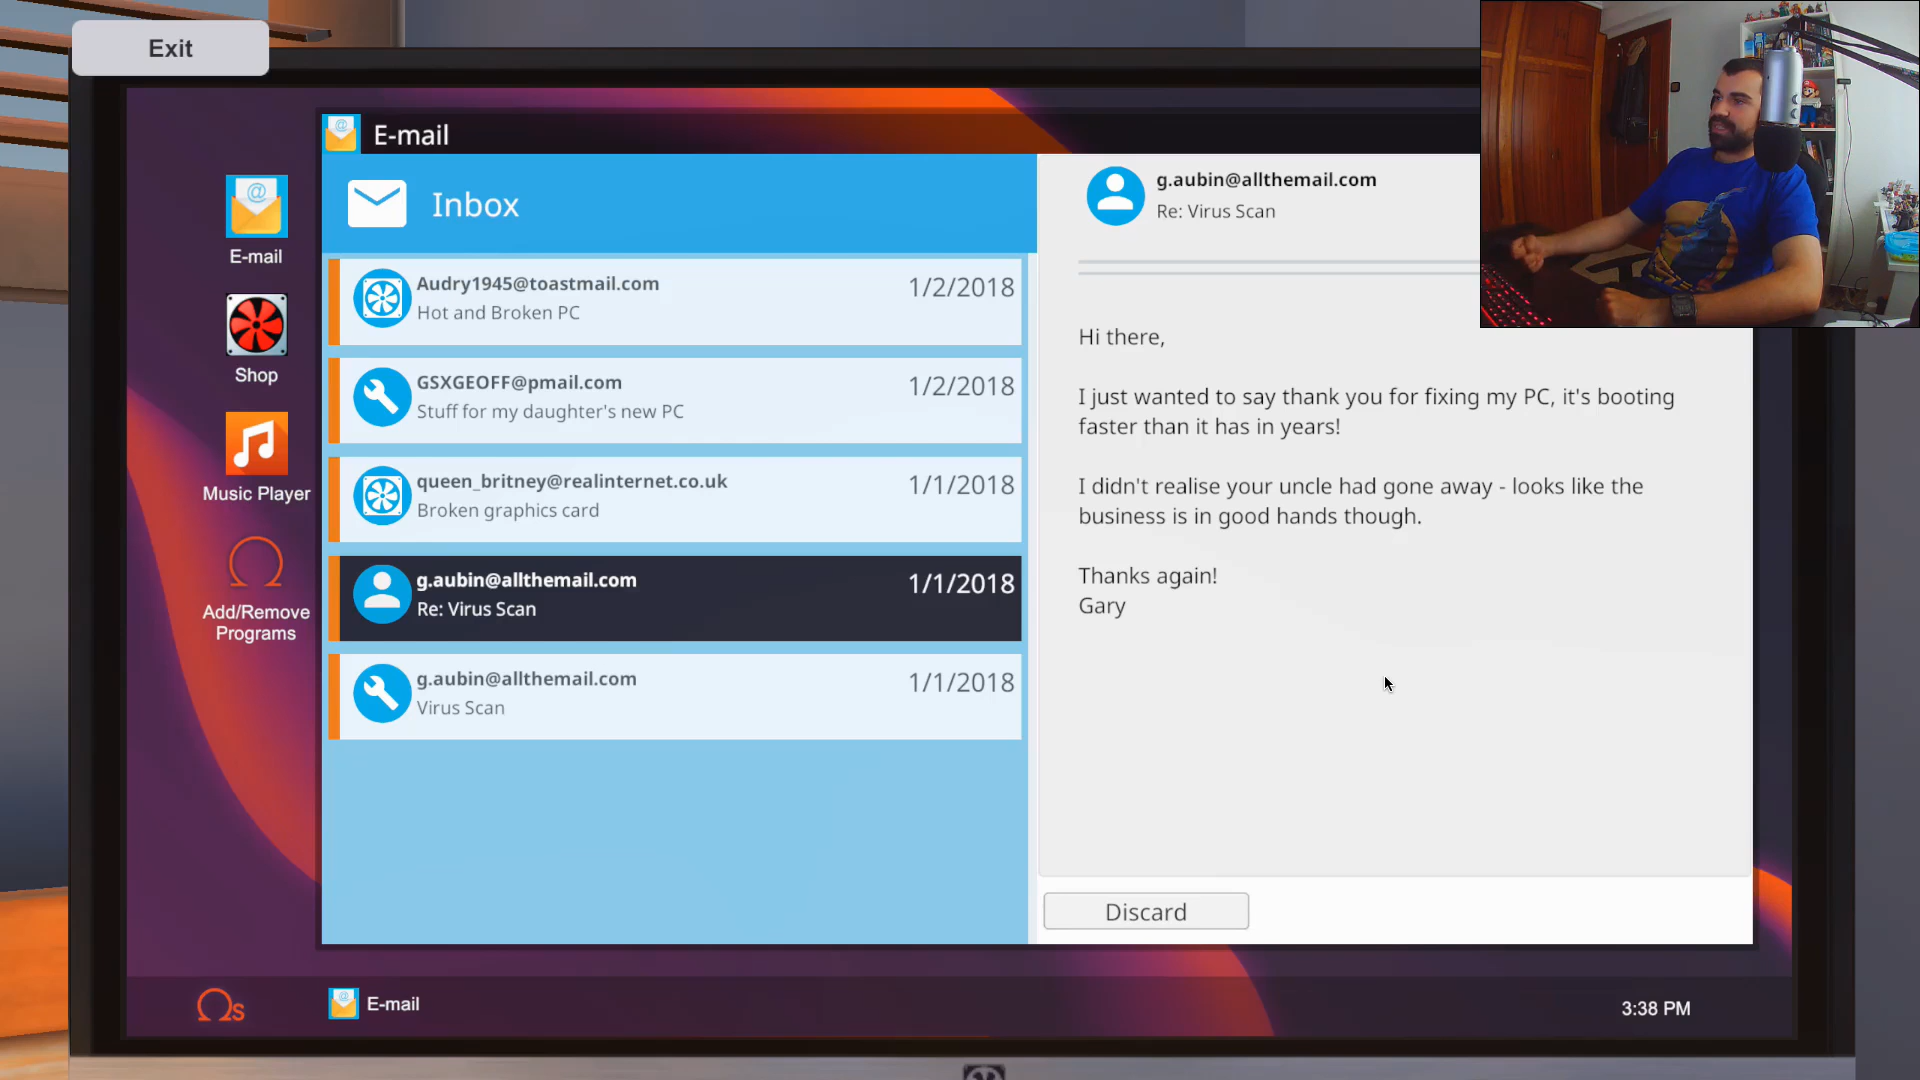 Exit
E-mail
Inbox
E-mail
Shop
Music Player
Add/Remove
Programs
Audry1945@toastmail.com
1/2/2018
Hot and Broken PC
GSXGEOFF@pmail.com
1/2/2018
Stuff for my daughter's new PC
queen_britney@realinternet.co.uk
1/1/2018
Broken graphics card
g.aubin@allthemail.com
1/1/2018
Re: Virus Scan
g.aubin@allthemail.com
1/1/2018
Virus Scan
g.aubin@allthemail.com
Re: Virus Scan
Hi there,
I just wanted to say thank you for fixing my PC, it's booting
faster than it has in years!
I didn't realise your uncle had gone away - looks like the
business is in good hands though.
Thanks again!
Gary
Discard
Ωs
E-mail
3:38 PM